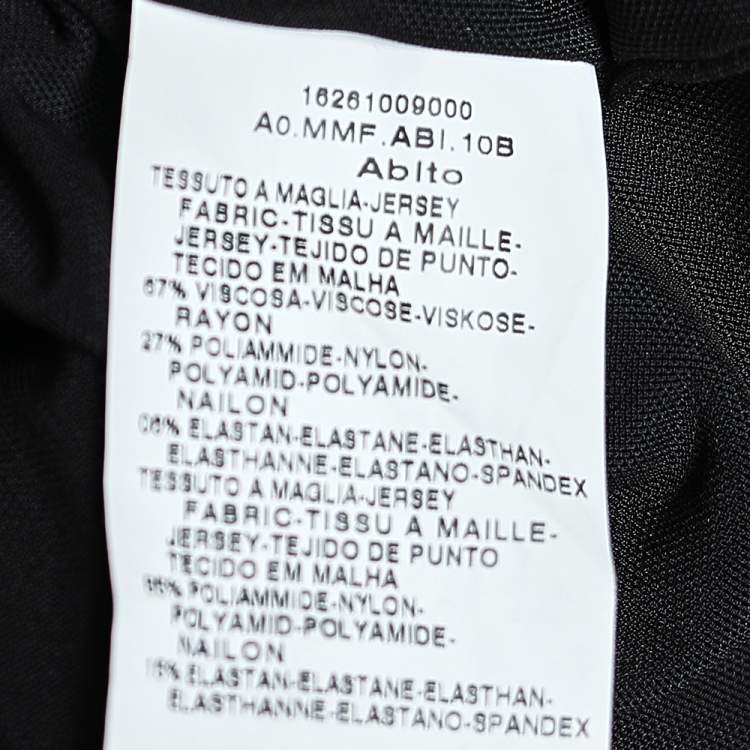 16261009000
A0.MMF.ABI.10B
Abito
TESSUTO A MAGLIA-JERSEY
FABRIC-TISSU A MAILLE-
JERSEY-TEJIDO DE PUNTO-
TECIDO EM MALHA
67% VISCOSA-VISCOSE-VISKOSE-
RAYON
27% POLIAMMIDE-NYLON-
POLYAMID-POLYAMIDE-
NAILON
06% ELASTAN-ELASTANE-ELASTHAN-
ELASTHANNE-ELASTANO-SPANDEX
TESSUTO A MAGLIA-JERSEY
FABRIC-TISSU A MAILLE-
JERSEY-TEJIDO DE PUNTO
TECIDO EM MALHA
POLIAMMIDE-NYLON-
POLYAMID-POLYAMIDE-
NAILON
ELASTAN-ELASTANE-ELASTHAN-
ELASTHANNE-ELASTANO-SPANDEX